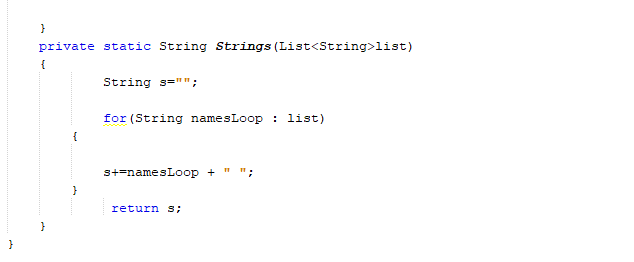 }
private static String Strings(List<String>list)
{
String s="";
for(String namesLoop : list)
{
s+=namesLoop + " ";
}
return s;
}
}